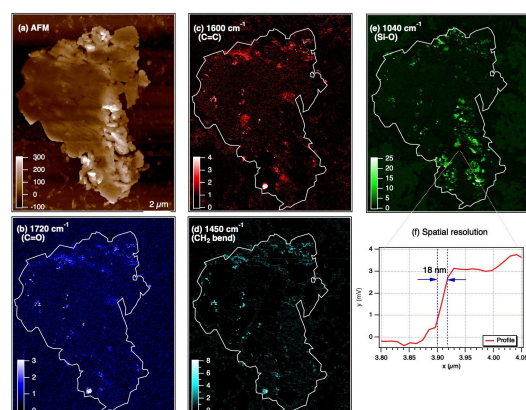 (a) AFM
300
200
100
0
-100
2 µm
(c) 1600 cm⁻¹
(C=C)
4
3
2
1
0
(e) 1040 cm⁻¹
(Si-O)
25
20
15
10
5
0
(b) 1720 cm⁻¹
(C=O)
3
2
1
0
(d) 1450 cm⁻¹
(CH₂ bend)
8
6
4
2
0
(f) Spatial resolution
18 nm
y (mV)
4
3
2
1
0
3.80
3.85
3.90
3.95
4.00
4.05
x (µm)
Profile